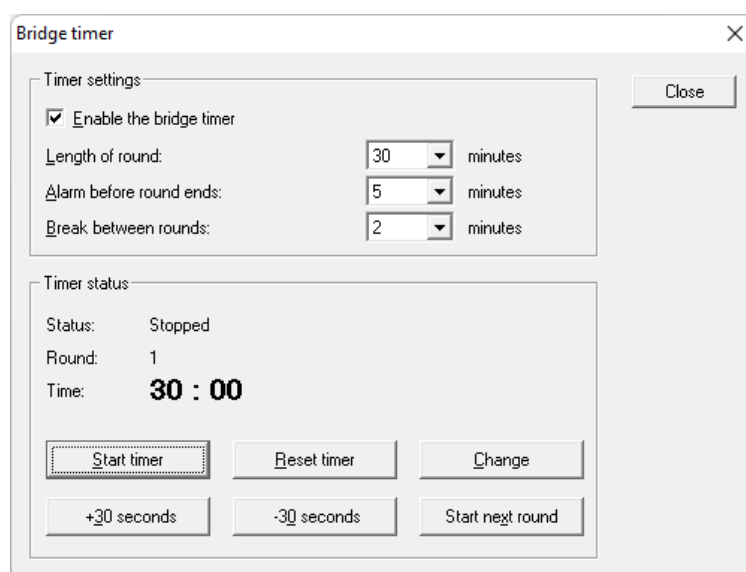 Bridge timer
Timer settings
Close
Enable the bridge timer
Length of round: 30 minutes
Alarm before round ends: 5 minutes
Break between rounds: 2 minutes
Timer status
Status: Stopped
Round: 1
Time: 30 : 00
Start timer Reset timer Change
+30 seconds -30 seconds Start next round